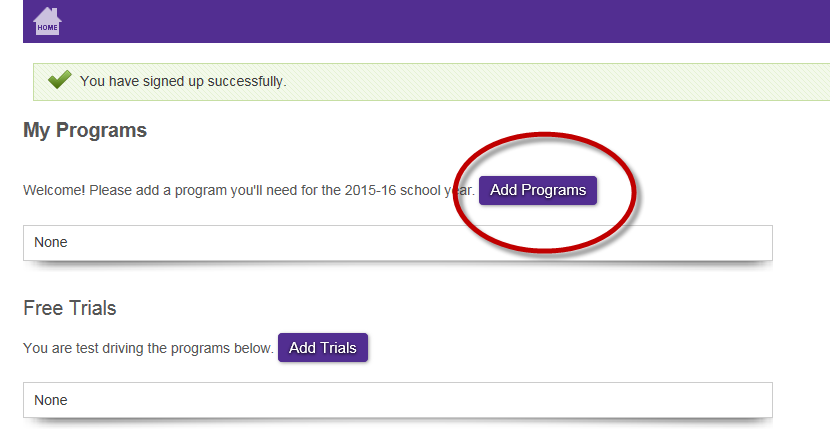 HOME
You have signed up successfully.
My Programs
Welcome! Please add a program you'll need for the 2015-16 school year. Add Programs
None
Free Trials
You are test driving the programs below. Add Trials
None